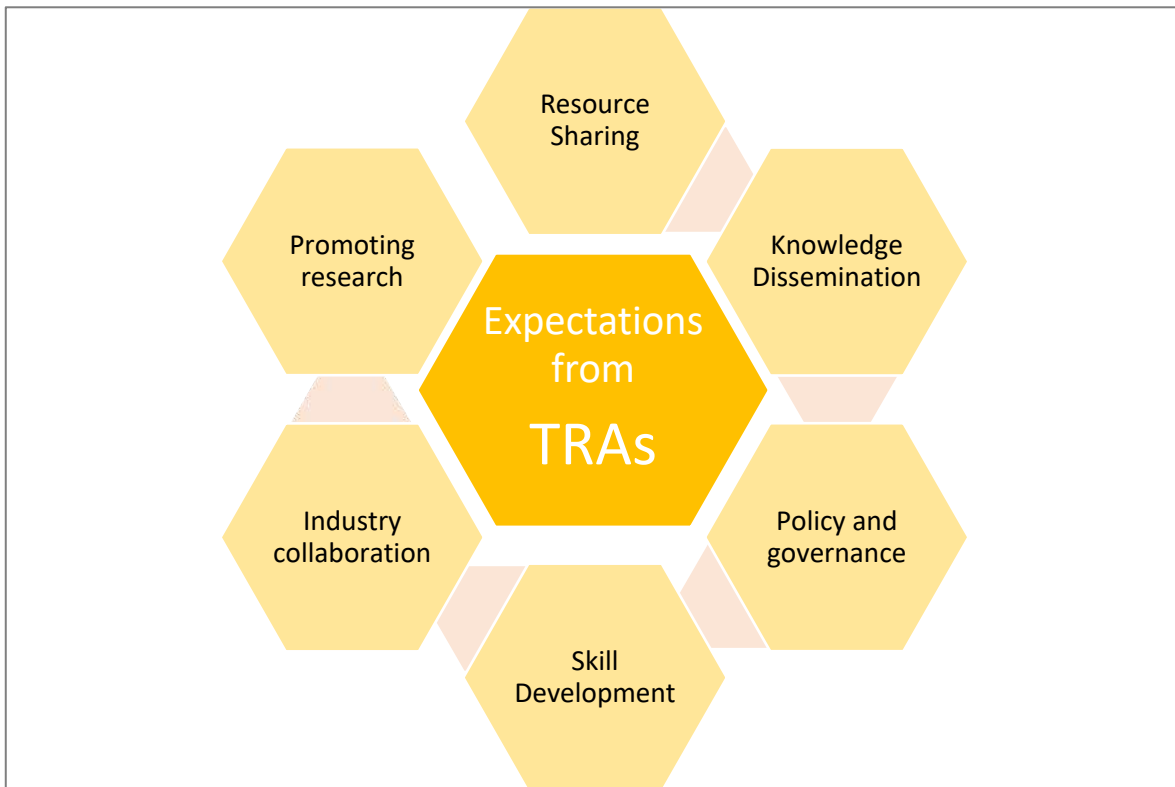 Resource
Sharing
Knowledge
Dissemination
Policy and
governance
Skill
Development
Industry
collaboration
Promoting
research
Expectations
from
TRAs